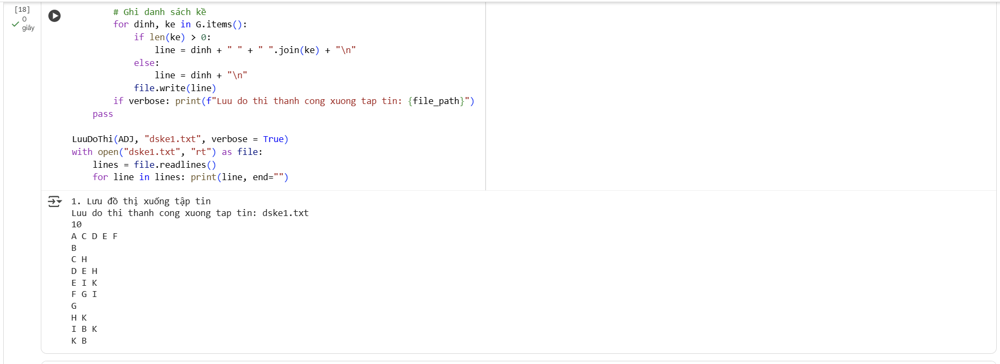 [18]
0
giây
# Ghi danh sách kề
for dinh, ke in G.items():
if len(ke) > 0:
line = dinh + " " + " ".join(ke) + "\n"
else:
line = dinh + "\n"
file.write(line)
if verbose: print(f"Luu do thi thanh cong xuong tap tin: {file_path}")
pass
LuuDoThi(ADJ, "dske1.txt", verbose = True)
with open("dske1.txt", "rt") as file:
lines = file.readlines()
for line in lines: print(line, end="")
1. Lưu đồ thị xuống tập tin
Luu do thi thanh cong xuong tap tin: dske1.txt
10
A C D E F
B
C H
D E H
E I K
F G I
G
H K
I B K
K B